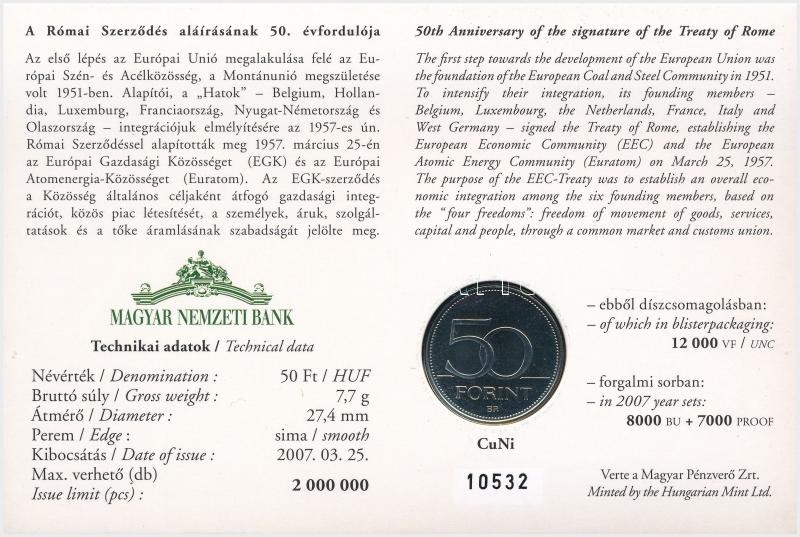 A Római Szerződés aláírásának 50. évfordulója
Az első lépés az Európai Unió megalakulása felé az Eu-
rópai Szén- és Acélközösség, a Montánunió megszületése
volt 1951-ben. Alapítói, a „Hatok” – Belgium, Hollan-
dia, Luxemburg, Franciaország, Nyugat-Németország és
Olaszország – integrációjuk elmélyítésére az 1957-es ún.
Római Szerződéssel alapították meg 1957. március 25-én
az Európai Gazdasági Közösséget (EGK) és az Európai
Atomenergia-Közösséget (Euratom). Az EGK-szerződés
a Közösség általános céljaként átfogó gazdasági integ-
rációt, közös piac létesítését, a személyek, áruk, szolgál-
tatások és a tőke áramlásának szabadságát jelölte meg.
50th Anniversary of the signature of the Treaty of Rome
The first step towards the development of the European Union was
the foundation of the European Coal and Steel Community in 1951.
To intensify their integration, its founding members –
Belgium, Luxembourg, the Netherlands, France, Italy and
West Germany – signed the Treaty of Rome, establishing the
European Economic Community (EEC) and the European
Atomic Energy Community (Euratom) on March 25, 1957.
The purpose of the EEC-Treaty was to establish an overall eco-
nomic integration among the six founding members, based on
the “four freedoms”: freedom of movement of goods, services,
capital and people, through a common market and customs union.
MAGYAR NEMZETI BANK
Technikai adatok / Technical data
Névérték / Denomination : 50 Ft / HUF
Bruttó súly / Gross weight : 7,7 g
Átmérő / Diameter : 27,4 mm
Perem / Edge : sima / smooth
Kibocsátás / Date of issue : 2007. 03. 25.
Max. verhető (db)
Issue limit (pcs) : 2 000 000
50
FORINT
BP.
CuNi
10532
– ebből díszcsomagolásban:
– of which in blisterpackaging:
12 000 VF / UNC
– forgalmi sorban:
– in 2007 year sets:
8000 BU + 7000 PROOF
Verte a Magyar Pénzverő Zrt.
Minted by the Hungarian Mint Ltd.